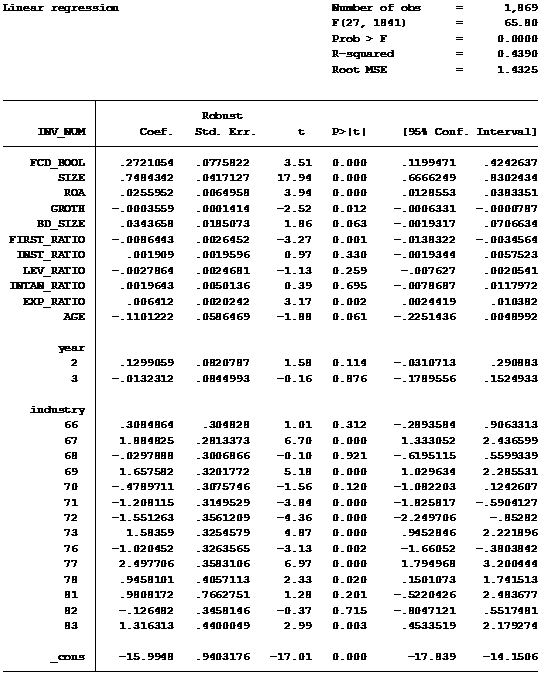 Linear regression
Number of obs = 1,869
F(27, 1841) = 65.80
Prob > F = 0.0000
R-squared = 0.4390
Root MSE = 1.4325
Robust
INV_NUM Coef. Std. Err. t P>|t| [95% Conf. Interval]
FCD_BOOL .2721054 .0775822 3.51 0.000 .1199471 .4242637
SIZE .7484342 .0417127 17.94 0.000 .6666249 .8302434
ROA .0255952 .0064958 3.94 0.000 .0128553 .0383351
GROTH -.0003559 .0001414 -2.52 0.012 -.0006331 -.0000787
BD_SIZE .0343658 .0185073 1.86 0.063 -.0019317 .0706634
FIRST_RATIO -.0086443 .0026452 -3.27 0.001 -.0138322 -.0034564
INST_RATIO .001909 .0019596 0.97 0.330 -.0019344 .0057523
LEV_RATIO -.0027864 .0024681 -1.13 0.259 -.007627 .0020541
INTAN_RATIO .0019643 .0050136 0.39 0.695 -.0078687 .0117972
EXP_RATIO .006412 .0020242 3.17 0.002 .0024419 .010382
AGE -.1101222 .0586469 -1.88 0.061 -.2251436 .0048992
year
2 .1299059 .0820787 1.58 0.114 -.0310713 .290883
3 -.0132312 .0844993 -0.16 0.876 -.1789556 .1524933
industry
66 .3084864 .304828 1.01 0.312 -.2893584 .9063313
67 1.884825 .2813373 6.70 0.000 1.333052 2.436599
68 -.0297888 .3006866 -0.10 0.921 -.6195115 .5599339
69 1.657582 .3201772 5.18 0.000 1.029634 2.285531
70 -.4789711 .3075746 -1.56 0.120 -1.082203 .1242607
71 -1.208115 .3149529 -3.84 0.000 -1.825817 -.5904127
72 -1.551263 .3561209 -4.36 0.000 -2.249706 -.85282
73 1.58359 .3254579 4.87 0.000 .9452846 2.221896
76 -1.020452 .3263565 -3.13 0.002 -1.66052 -.3803842
77 2.497706 .3583106 6.97 0.000 1.794968 3.200444
78 .9458101 .4057113 2.33 0.020 .1501073 1.741513
81 .9808172 .7662751 1.28 0.201 -.5220426 2.483677
82 -.126482 .3458146 -0.37 0.715 -.8047121 .5517481
83 1.316313 .4400049 2.99 0.003 .4533519 2.179274
_cons -15.9948 .9403176 -17.01 0.000 -17.839 -14.1506